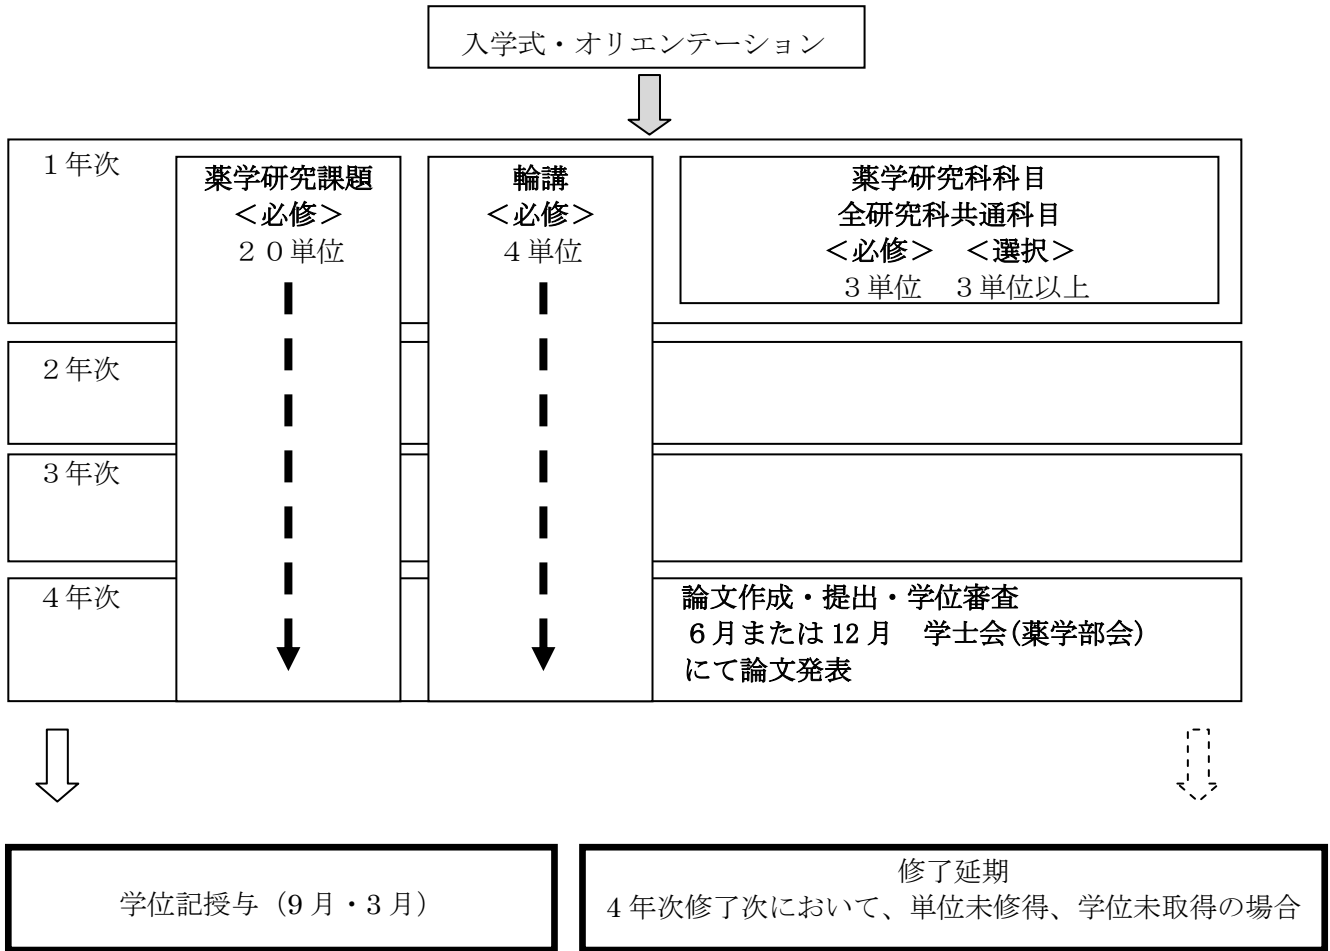 入学式・オリエンテーション
１年次
薬学研究課題
＜必修＞
２０単位
輪講
＜必修＞
４単位
薬学研究科科目
全研究科共通科目
＜必修＞　＜選択＞
３単位　３単位以上
２年次
３年次
４年次
論文作成・提出・学位審査
６月または 12 月　学士会(薬学部会)
にて論文発表
学位記授与（9 月・3 月）
修了延期
４年次修了次において、単位未修得、学位未取得の場合